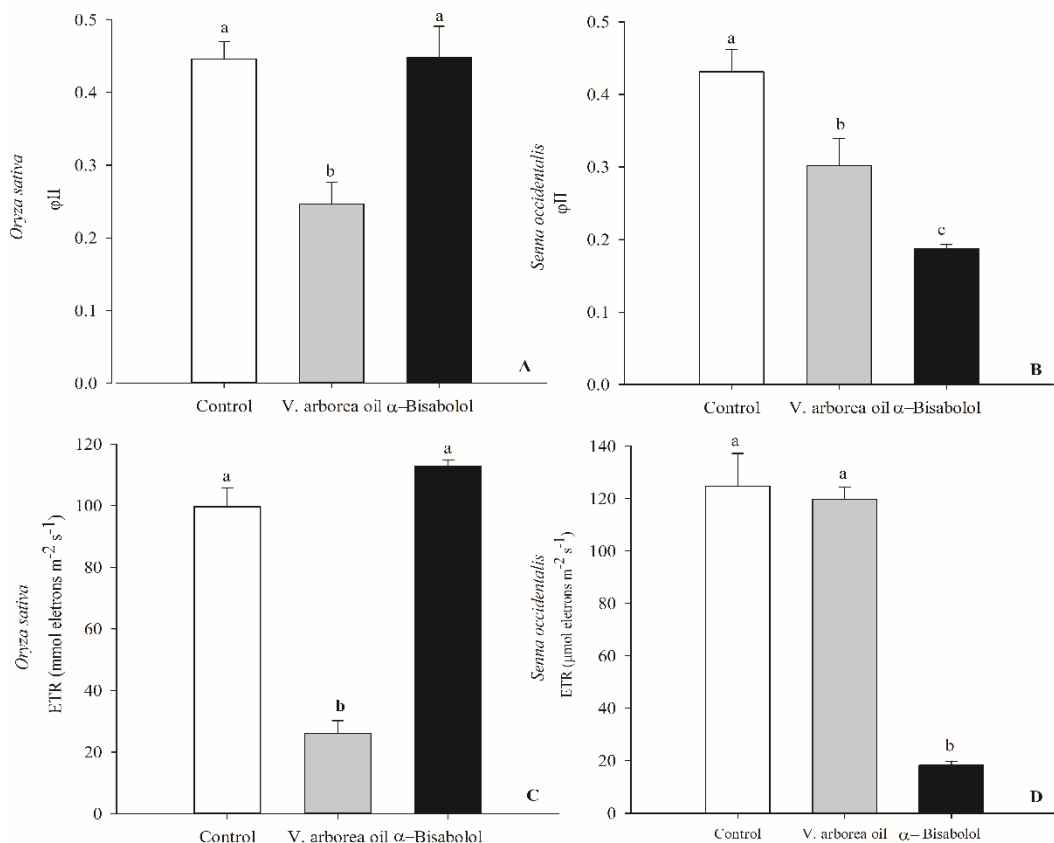 0.5
0.4
0.3
0.2
0.1
0.0
Oryza sativa
φII
a
b
a
A
Control
V. arborea oil
α–Bisabolol
0.5
0.4
0.3
0.2
0.1
0.0
Senna occidentalis
φII
a
b
c
B
Control
V. arborea oil
α–Bisabolol
120
100
80
60
40
20
0
Oryza sativa
ETR (mmol eletrons m⁻² s⁻¹)
a
b
a
C
Control
V. arborea oil
α–Bisabolol
140
120
100
80
60
40
20
0
Senna occidentalis
ETR (µmol eletrons m⁻² s⁻¹)
a
a
b
D
Control
V. arborea oil
α– Bisabolol